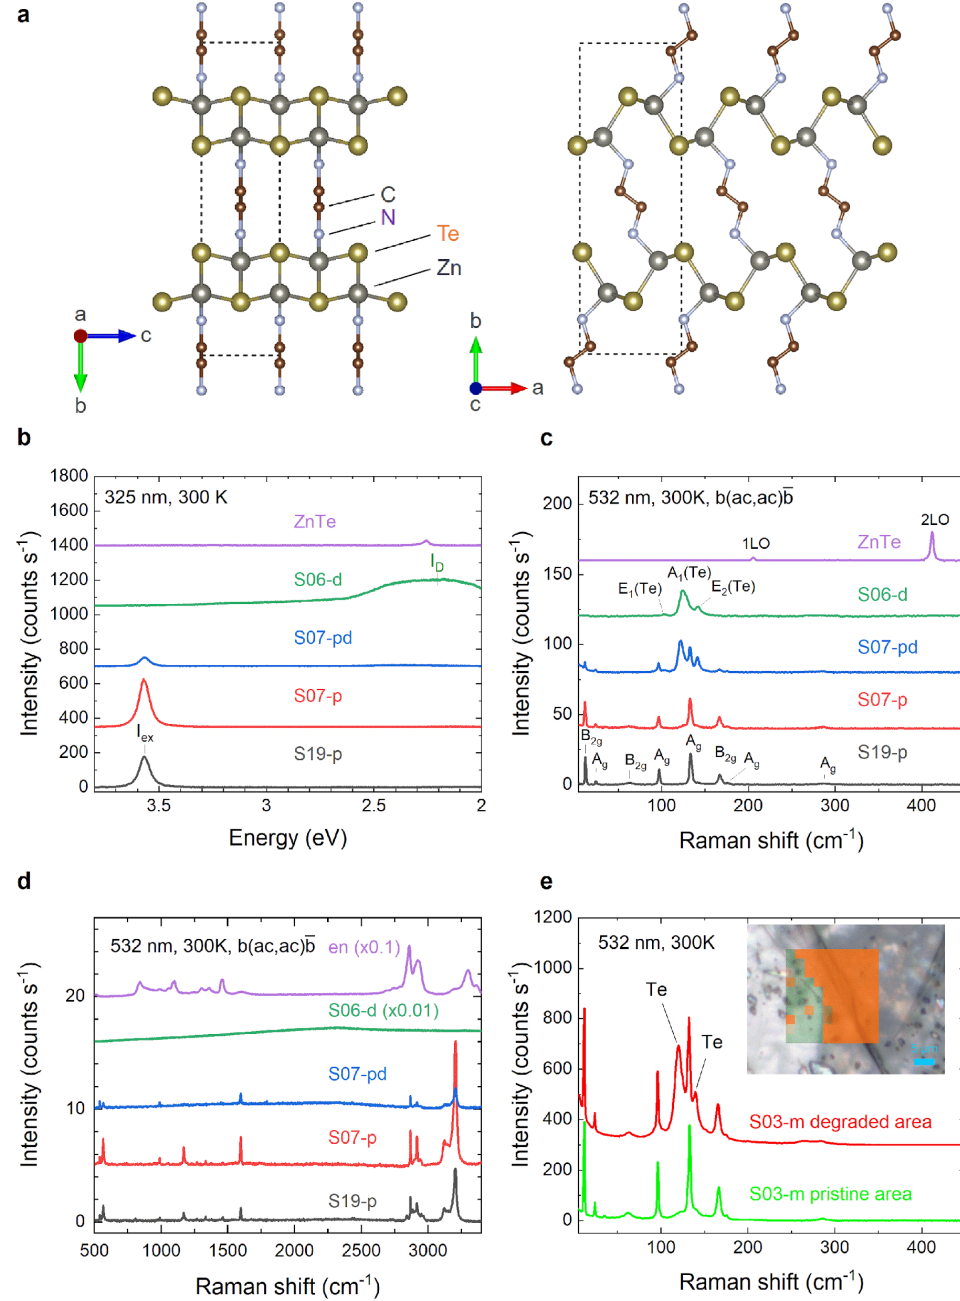 a
C
N
Te
Zn
a
c
b
b
a
c
b
325 nm, 300 K
ZnTe
I_D
S06-d
S07-pd
S07-p
I_ex
S19-p
1800
1600
1400
1200
1000
800
600
400
200
0
3.5
3
2.5
2
Intensity (counts s⁻¹)
Energy (eV)
c
532 nm, 300K, b(ac,ac)b̅
2LO
1LO
ZnTe
A₁(Te)
E₁(Te)
E₂(Te)
S06-d
S07-pd
S07-p
S19-p
B₂g
A_g
B₂g
A_g
A_g
B₂g
A_g
A_g
200
150
100
50
0
100
200
300
400
Intensity (counts s⁻¹)
Raman shift (cm⁻¹)
d
532 nm, 300K, b(ac,ac)b̅
en (x0.1)
S06-d (x0.01)
S07-pd
S07-p
S19-p
20
10
0
500
1000
1500
2000
2500
3000
Intensity (counts s⁻¹)
Raman shift (cm⁻¹)
e
532 nm, 300K
Te
Te
S03-m degraded area
S03-m pristine area
1200
1000
800
600
400
200
0
100
200
300
400
Intensity (counts s⁻¹)
Raman shift (cm⁻¹)